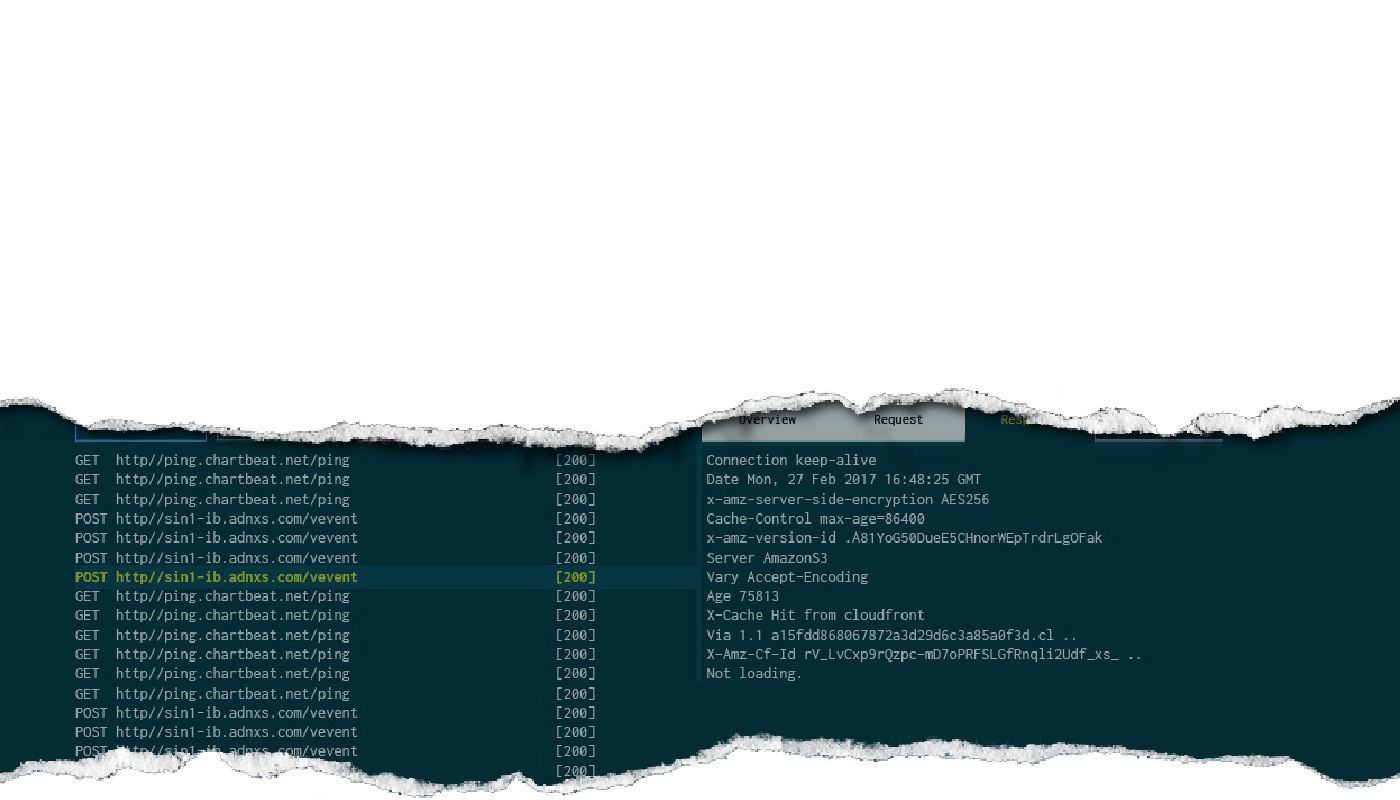 Overview Request
GET http//ping.chartbeat.net/ping [200]
GET http//ping.chartbeat.net/ping [200]
GET http//ping.chartbeat.net/ping [200]
POST http//sin1-ib.adnxs.com/vevent [200]
POST http//sin1-ib.adnxs.com/vevent [200]
POST http//sin1-ib.adnxs.com/vevent [200]
POST http//sin1-ib.adnxs.com/vevent [200]
GET http//ping.chartbeat.net/ping [200]
GET http//ping.chartbeat.net/ping [200]
GET http//ping.chartbeat.net/ping [200]
GET http//ping.chartbeat.net/ping [200]
GET http//ping.chartbeat.net/ping [200]
GET http//ping.chartbeat.net/ping [200]
POST http//sin1-ib.adnxs.com/vevent [200]
POST http//sin1-ib.adnxs.com/vevent [200]
POST http//sin1-ib.adnxs.com/vevent [200]
[200]
Connection keep-alive
Date Mon, 27 Feb 2017 16:48:25 GMT
x-amz-server-side-encryption AES256
Cache-Control max-age=86400
x-amz-version-id .A81YoG50DueE5CHnorWEpTrdrLgOFak
Server AmazonS3
Vary Accept-Encoding
Age 75813
X-Cache Hit from cloudfront
Via 1.1 a15fdd868067872a3d29d6c3a85a0f3d.cl ..
X-Amz-Cf-Id rV_LvCxp9rQzpc-mD7oPRFSLGfRnqli2Udf_xs_ ..
Not loading.